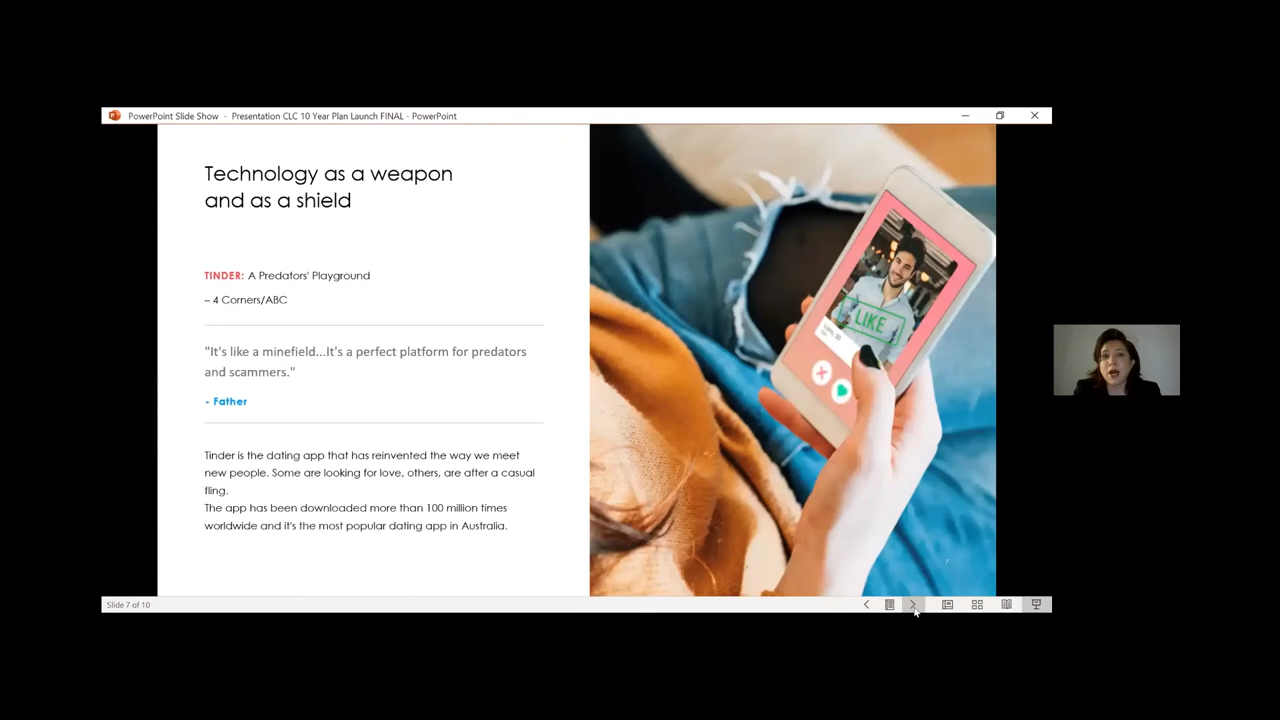 PowerPoint Slide Show - Presentation CLC 10 Year Plan Launch FINAL - PowerPoint
Technology as a weapon
and as a shield
TINDER: A Predators' Playground
– 4 Corners/ABC
"It's like a minefield...It's a perfect platform for predators
and scammers."
- Father
Tinder is the dating app that has reinvented the way we meet
new people. Some are looking for love, others, are after a casual
fling.
The app has been downloaded more than 100 million times
worldwide and it's the most popular dating app in Australia.
LIKE
7
Slide 7 of 10